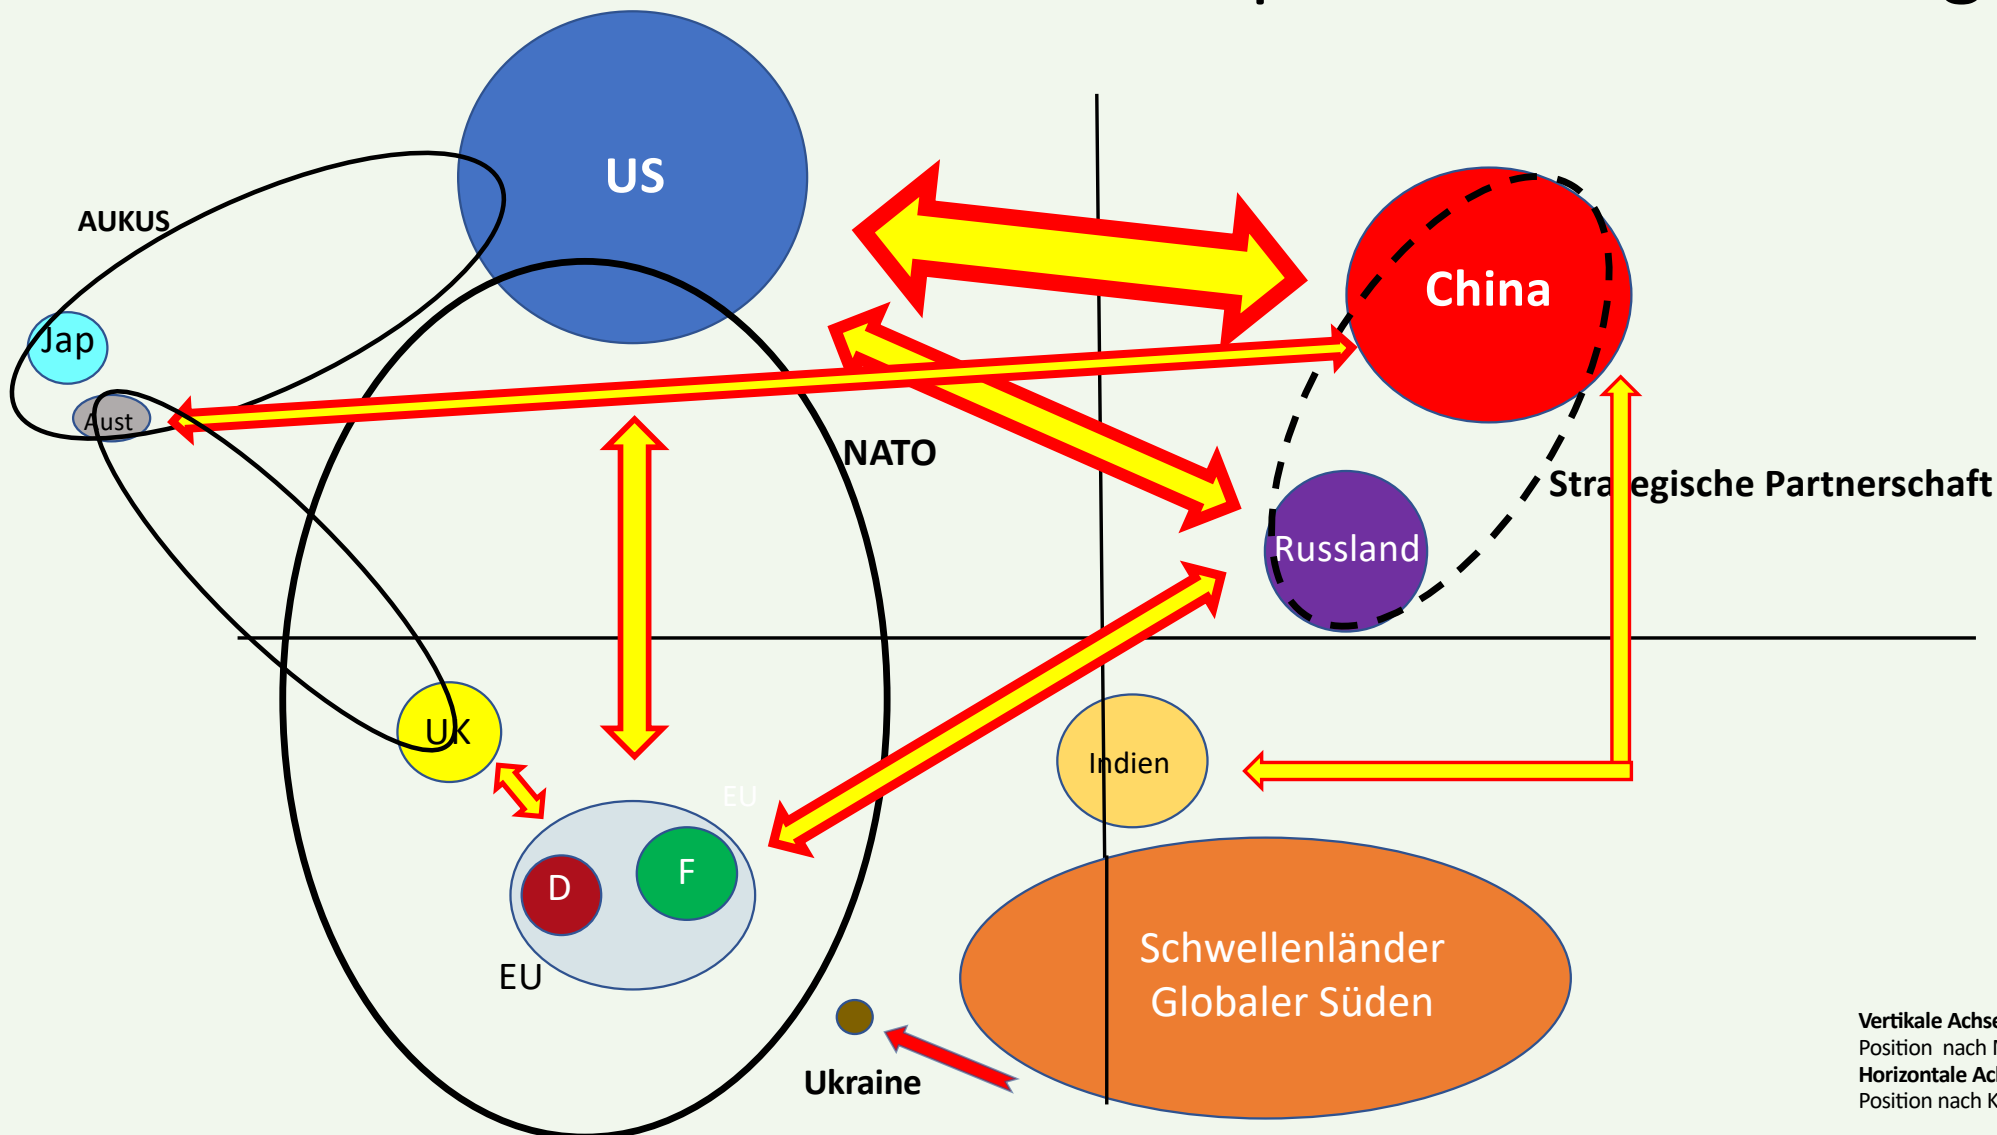 US
AUKUS
China
Jap
Aust
NATO
Strategische Partnerschaft
Russland
UK
Indien
EU
D
F
EU
Schwellenländer
Globaler Süden
Ukraine
Vertikale Achse
Position nach
Horizontale
Position nach